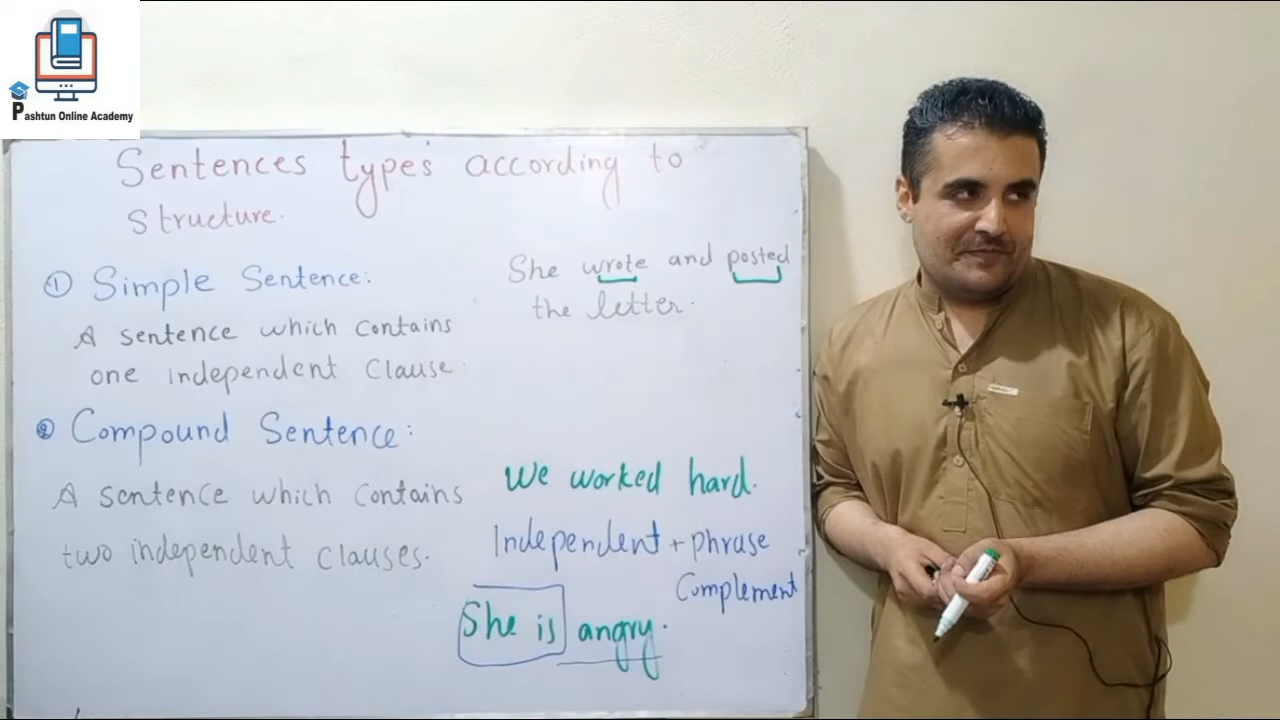 Pashtun Online Academy
Sentences types according to
Structure.
① Simple Sentence:
A sentence which contains
one independent clause.
② Compound Sentence:
A sentence which contains
two independent clauses.
She wrote and posted
the letter.
We worked hard.
Independent + phrase
Complement
She is angry.